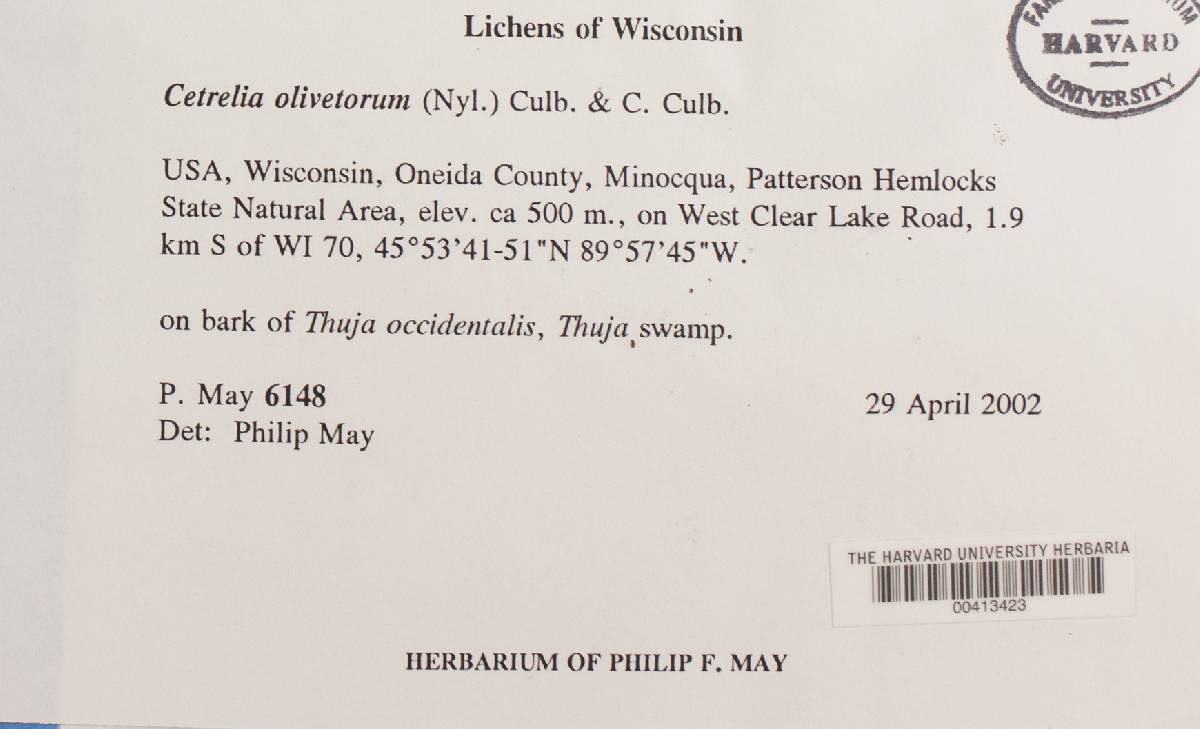 Lichens of Wisconsin
HARVARD
UNIVERSITY
Cetrelia olivetorum (Nyl.) Culb. & C. Culb.
USA, Wisconsin, Oneida County, Minocqua, Patterson Hemlocks
State Natural Area, elev. ca 500 m., on West Clear Lake Road, 1.9
km S of WI 70, 45°53’41-51"N 89°57’45"W.
on bark of Thuja occidentalis, Thuja swamp.
P. May 6148
29 April 2002
Det: Philip May
THE HARVARD UNIVERSITY HERBARIA
00413423
HERBARIUM OF PHILIP F. MAY